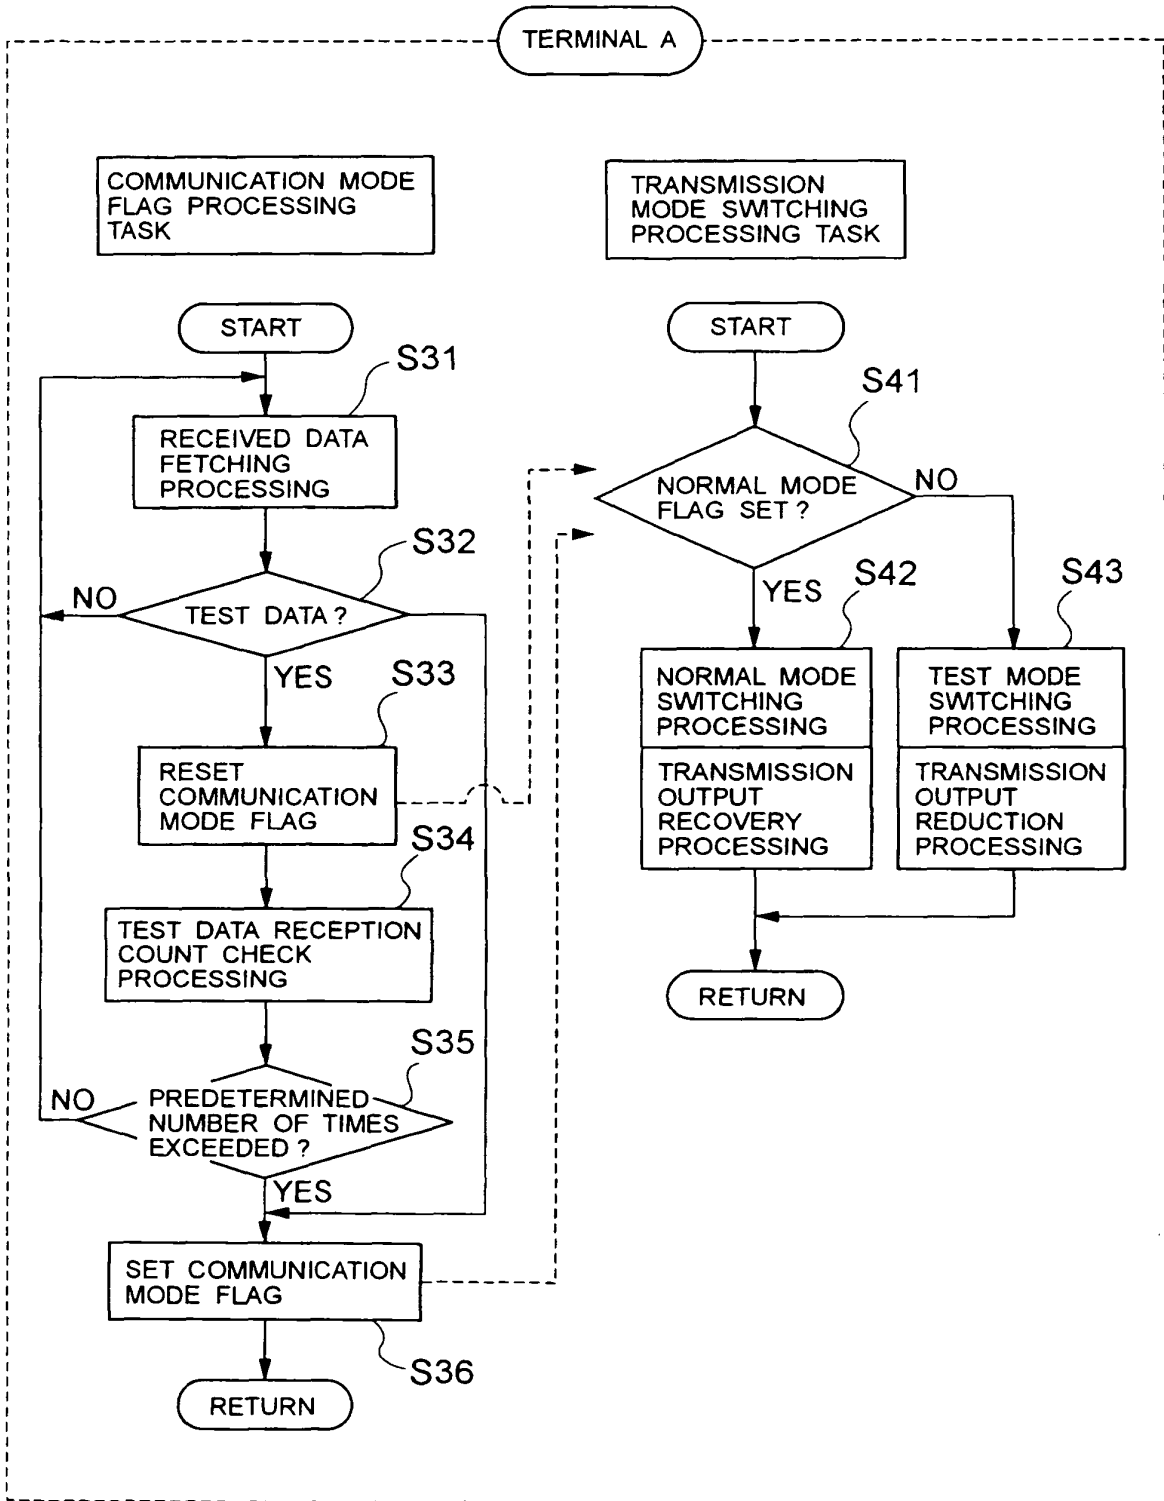 TERMINAL A
COMMUNICATION MODE
FLAG PROCESSING
TASK
START
S31
RECEIVED DATA
FETCHING
PROCESSING
S32
TEST DATA ?
NO
YES
S33
RESET
COMMUNICATION
MODE FLAG
S34
TEST DATA RECEPTION
COUNT CHECK
PROCESSING
S35
PREDETERMINED
NUMBER OF TIMES
EXCEEDED ?
NO
YES
SET COMMUNICATION
MODE FLAG
S36
RETURN
TRANSMISSION
MODE SWITCHING
PROCESSING TASK
START
S41
NORMAL MODE
FLAG SET ?
NO
YES
S42
NORMAL MODE
SWITCHING
PROCESSING
TRANSMISSION
OUTPUT
RECOVERY
PROCESSING
S43
TEST MODE
SWITCHING
PROCESSING
TRANSMISSION
OUTPUT
REDUCTION
PROCESSING
RETURN